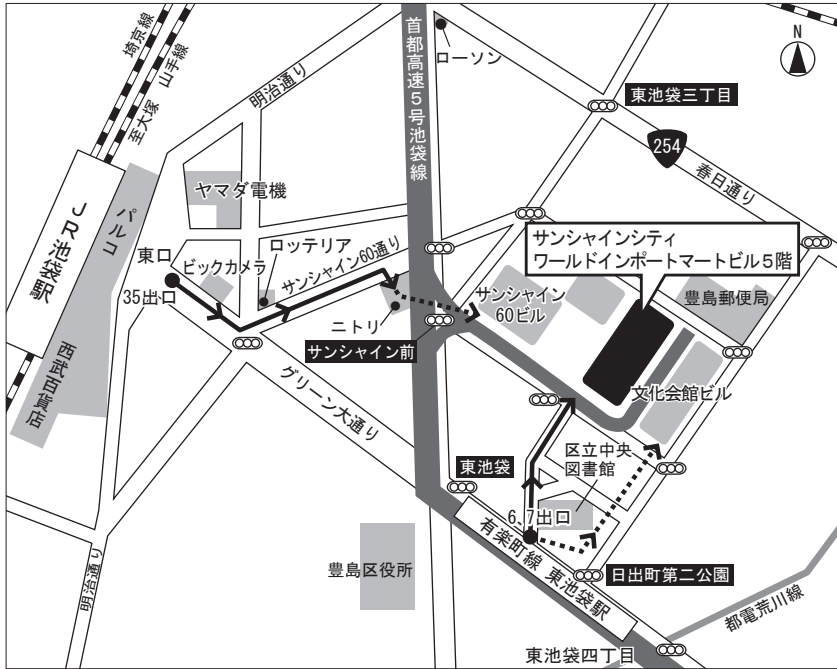 埼京線
山手線
至大塚
明治通り
首都高速5号池袋線
ローソン
N
東池袋三丁目
254
春日通り
ヤマダ電機
JR池袋駅
パルコ
東口
ビックカメラ
ロッテリア
サンシャイン60通り
35出口
サンシャインシティ
ワールドインポートマートビル5階
サンシャイン
60ビル
豊島郵便局
ニトリ
サンシャイン前
西武百貨店
グリーン大通り
文化会館ビル
東池袋
区立中央
図書館
6、7出口
有楽町線 東池袋駅
豊島区役所
日出町第二公園
明治通り
都電荒川線
東池袋四丁目